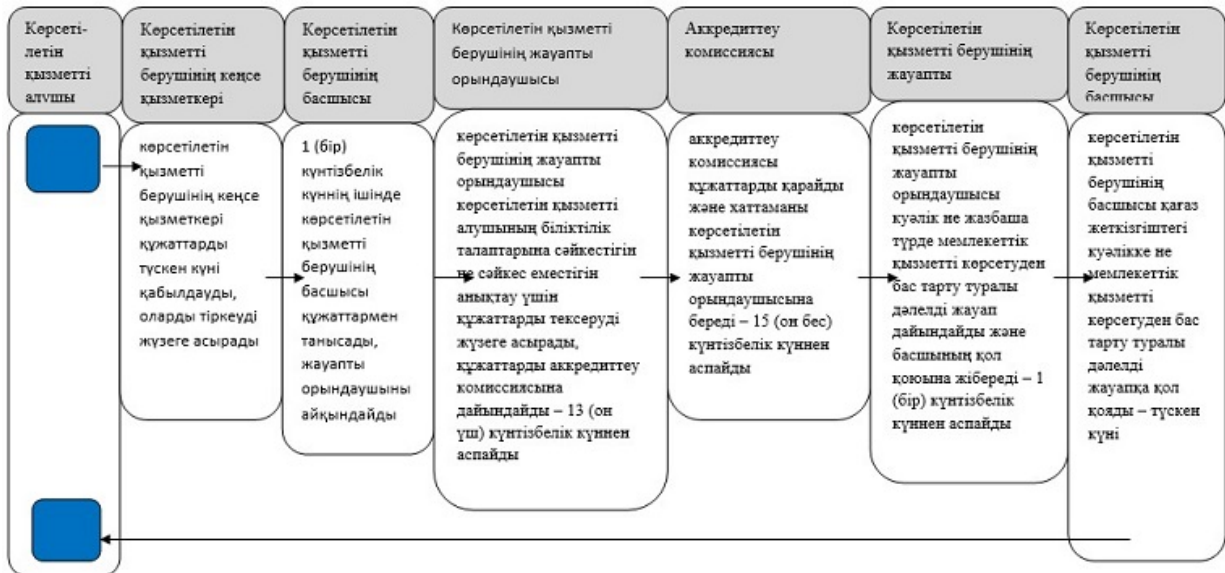 Көрсеті-
летін
қызметті
алушы
Көрсетілетін
қызметті
берушінің кеңсе
қызметкері
Көрсетілетін
қызметті
берушінің
басшысы
Көрсетілетін қызметті
берушінің жауапты
орындаушысы
Аккредиттеу
комиссиясы
Көрсетілетін
қызметті берушінің
жауапты
Көрсетілетін
қызметті
берушінің
басшысы
көрсетілетін
қызметті
берушінің кеңсе
қызметкері
құжаттарды
түскен күні
қабылдауды,
оларды тіркеуді
жүзеге асырады
1 (бір)
күнтізбелік
күннің ішінде
көрсетілетін
қызметті
берушінің
басшысы
құжаттармен
танысады,
жауапты
орындаушыны
айқындайды
көрсетілетін қызметті
берушінің жауапты
орындаушысы
көрсетілетін қызметті
алушының біліктілік
талаптарына сәйкестігін
не сәйкес еместігін
анықтау үшін
құжаттарды тексеруді
жүзеге асырады,
құжаттарды аккредиттеу
комиссиясына
дайындайды – 13 (он
үш) күнтізбелік күннен
аспайды
аккредиттеу
комиссиясы
құжаттарды қарайды
және хаттаманы
көрсетілетін
қызметті берушінің
жауапты
орындаушысына
береді – 15 (он бес)
күнтізбелік күннен
аспайды
көрсетілетін
қызметті берушінің
жауапты
орындаушысы
куәлік не жазбаша
түрде мемлекеттік
қызметті көрсетуден
бас тарту туралы
дәлелді жауап
дайындайды және
басшының қол
қоюына жібереді – 1
(бір) күнтізбелік
күннен аспайды
көрсетілетін
қызметті
берушінің
басшысы қағаз
жеткізгіштегі
куәлікке не
мемлекеттік
қызметті
көрсетуден бас
тарту туралы
дәлелді
жауапқа қол
қояды – түскен
күні